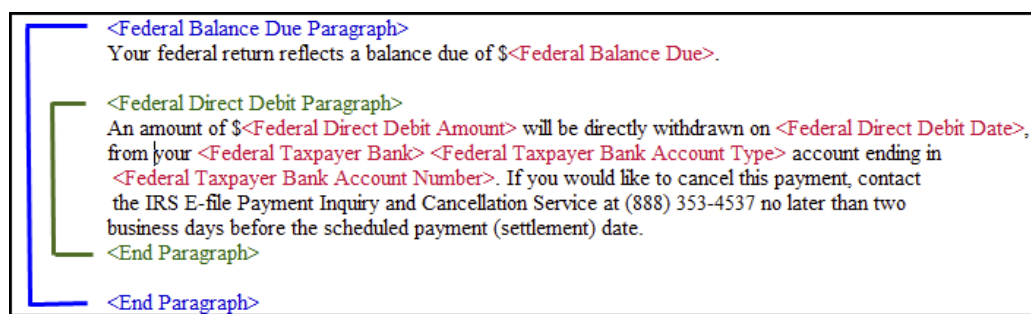 <Federal Balance Due Paragraph>
Your federal return reflects a balance due of $<Federal Balance Due>.
<Federal Direct Debit Paragraph>
An amount of $<Federal Direct Debit Amount> will be directly withdrawn on <Federal Direct Debit Date>,
from your <Federal Taxpayer Bank> <Federal Taxpayer Bank Account Type> account ending in
<Federal Taxpayer Bank Account Number>. If you would like to cancel this payment, contact
the IRS E-file Payment Inquiry and Cancellation Service at (888) 353-4537 no later than two
business days before the scheduled payment (settlement) date.
<End Paragraph>
<End Paragraph>